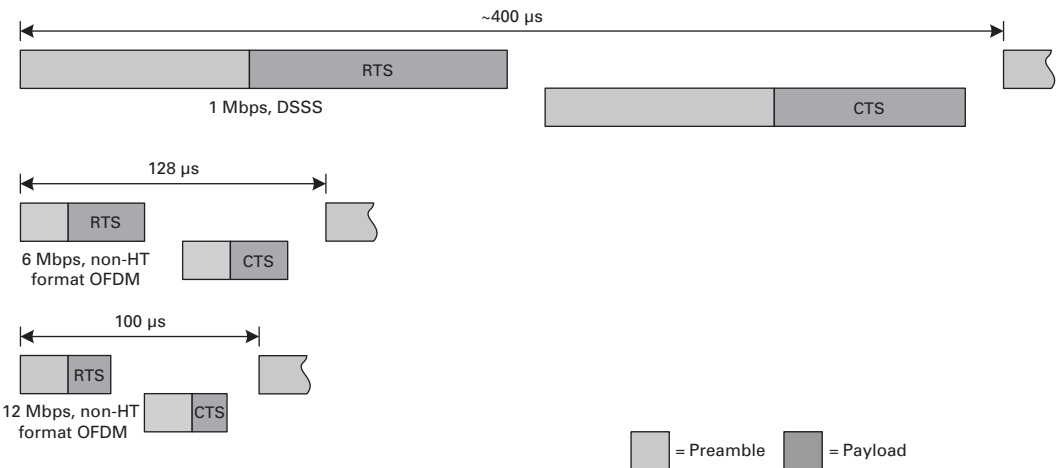 ~400 µs
RTS
1 Mbps, DSSS
CTS
128 µs
RTS
6 Mbps, non-HT
format OFDM
CTS
100 µs
RTS
12 Mbps, non-HT
format OFDM
CTS
= Preamble
= Payload